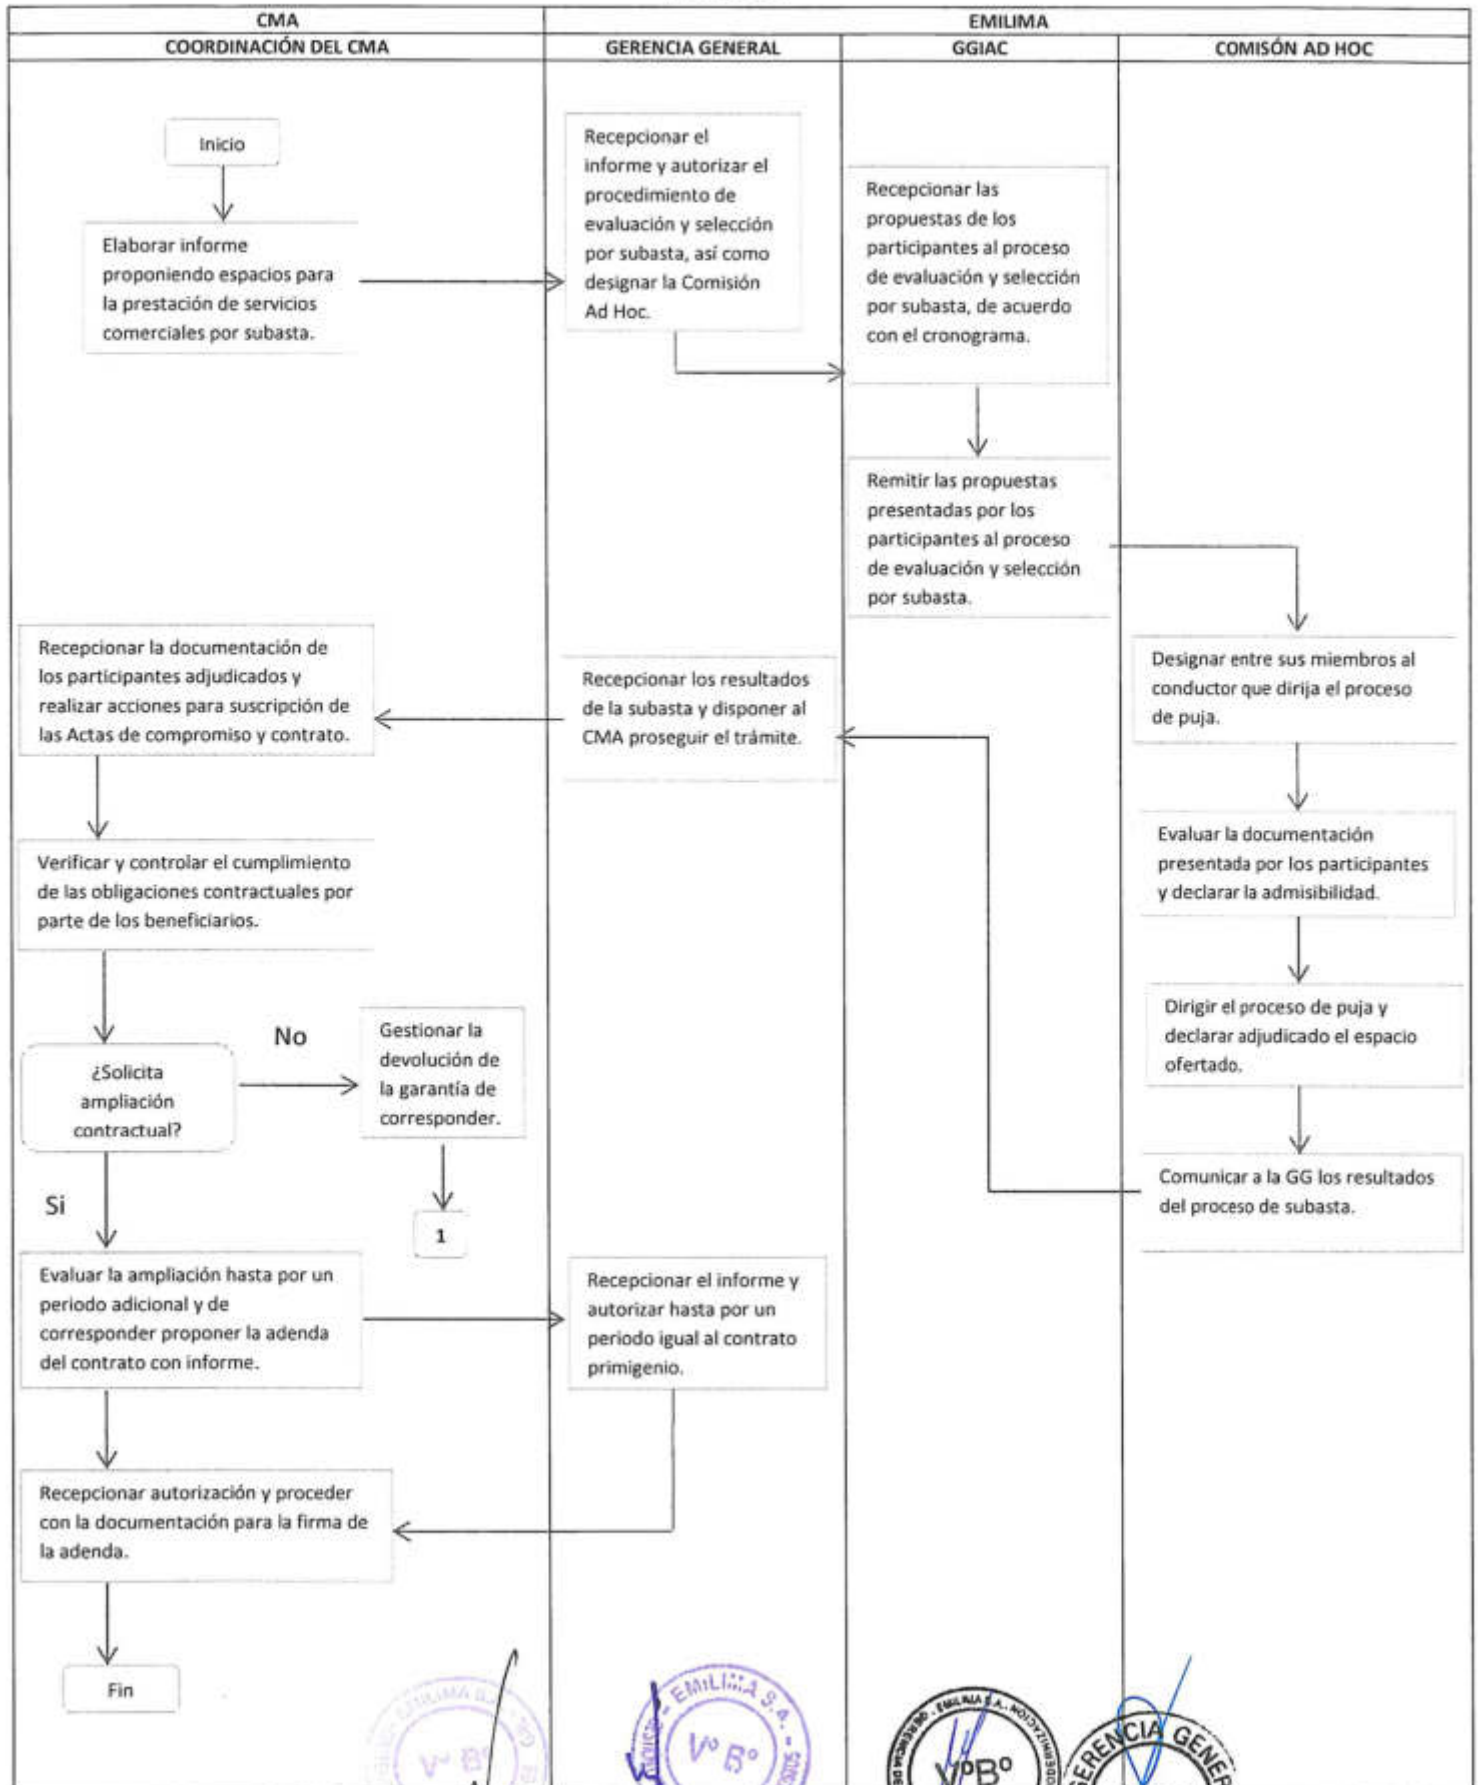 CMA
EMILIMA
COORDINACIÓN DEL CMA
GERENCIA GENERAL
GGIAC
COMISÓN AD HOC
Inicio
Elaborar informe
proponiendo espacios para
la prestación de servicios
comerciales por subasta.
Recepcionar el
informe y autorizar el
procedimiento de
evaluación y selección
por subasta, así como
designar la Comisión
Ad Hoc.
Recepcionar las
propuestas de los
participantes al proceso
de evaluación y selección
por subasta, de acuerdo
con el cronograma.
Remitir las propuestas
presentadas por los
participantes al proceso
de evaluación y selección
por subasta.
Designar entre sus miembros al
conductor que dirija el proceso
de puja.
Evaluar la documentación
presentada por los participantes
y declarar la admisibilidad.
Dirigir el proceso de puja y
declarar adjudicado el espacio
ofertado.
Comunicar a la GG los resultados
del proceso de subasta.
Recepcionar los resultados
de la subasta y disponer al
CMA proseguir el trámite.
Recepcionar la documentación de
los participantes adjudicados y
realizar acciones para suscripción de
las Actas de compromiso y contrato.
Verificar y controlar el cumplimiento
de las obligaciones contractuales por
parte de los beneficiarios.
¿Solicita
ampliación
contractual?
No
Gestionar la
devolución de
la garantía de
corresponder.
1
Si
Evaluar la ampliación hasta por un
periodo adicional y de
corresponder proponer la adenda
del contrato con informe.
Recepcionar el informe y
autorizar hasta por un
periodo igual al contrato
primigenio.
Recepcionar autorización y proceder
con la documentación para la firma de
la adenda.
Fin
EMILIMA S.
V° B°
EMILIMA S.A.
V° B°
EMILIMA S.A.
V°B°
GERENCIA GENER